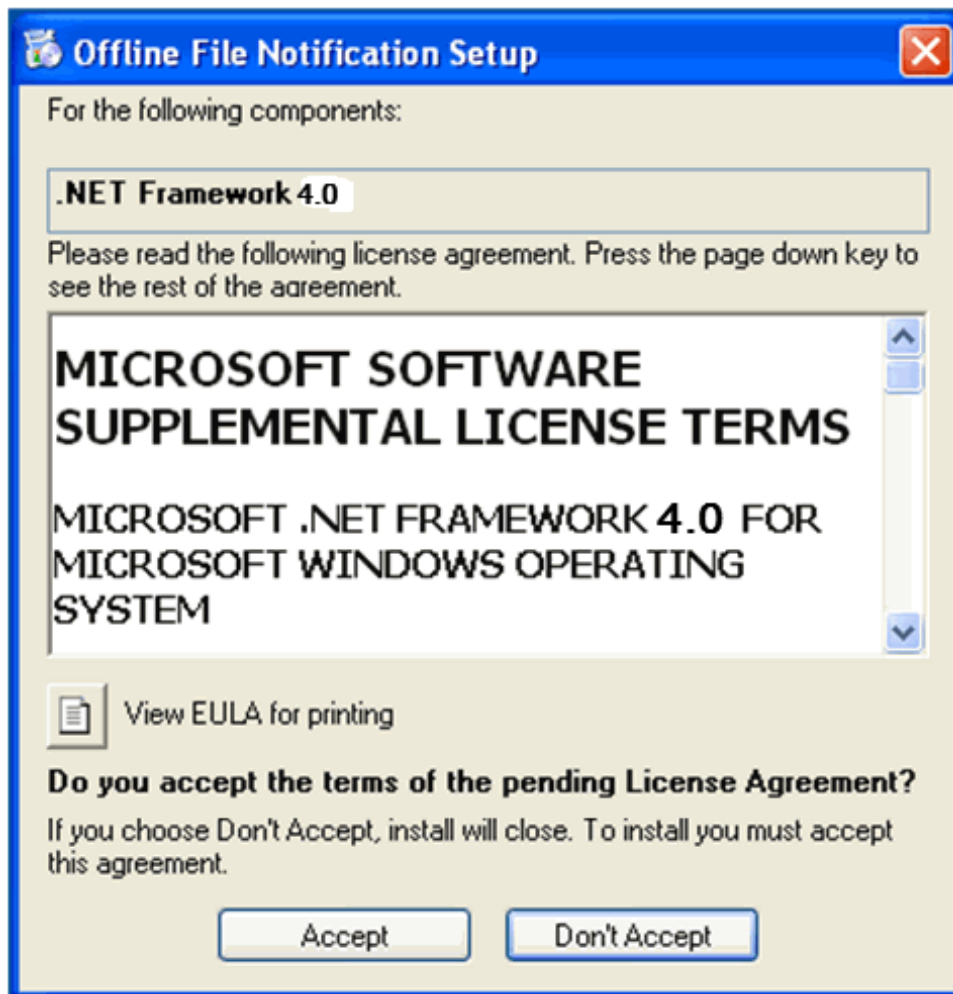 Offline File Notification Setup
For the following components:
.NET Framework 4.0
Please read the following license agreement. Press the page down key to
see the rest of the agreement.
MICROSOFT SOFTWARE
SUPPLEMENTAL LICENSE TERMS
MICROSOFT .NET FRAMEWORK 4.0 FOR
MICROSOFT WINDOWS OPERATING
SYSTEM
View EULA for printing
Do you accept the terms of the pending License Agreement?
If you choose Don't Accept, install will close. To install you must accept
this agreement.
Accept
Don't Accept